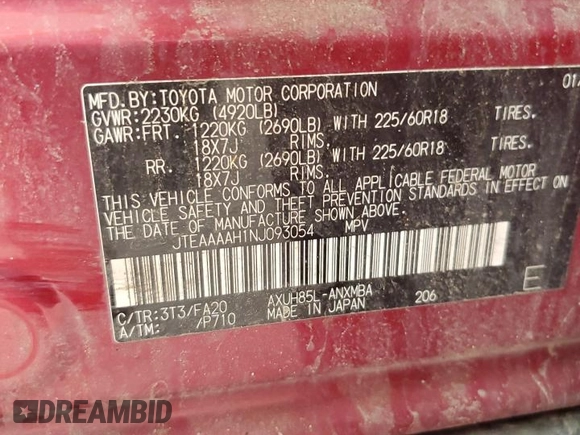 MFD.BY:TOYOTA MOTOR CORPORATION 01/
GVWR:2230KG (4920LB)
GAWR:FRT. 1220KG (2690LB) WITH 225/60R18 TIRES.
18X7J RIMS.
RR. 1220KG (2690LB) WITH 225/60R18 TIRES.
18X7J RIMS.
THIS VEHICLE CONFORMS TO ALL APPLICABLE FEDERAL MOTOR
VEHICLE SAFETY AND THEFT PREVENTION STANDARDS IN EFFECT ON
THE DATE OF MANUFACTURE SHOWN ABOVE.
JTEAAAAH1NJ093054 MPV
C/TR:3T3/FA20 AXUH85L-ANXMBA 206 E
A/TM: /P710 MADE IN JAPAN
DREAMBID